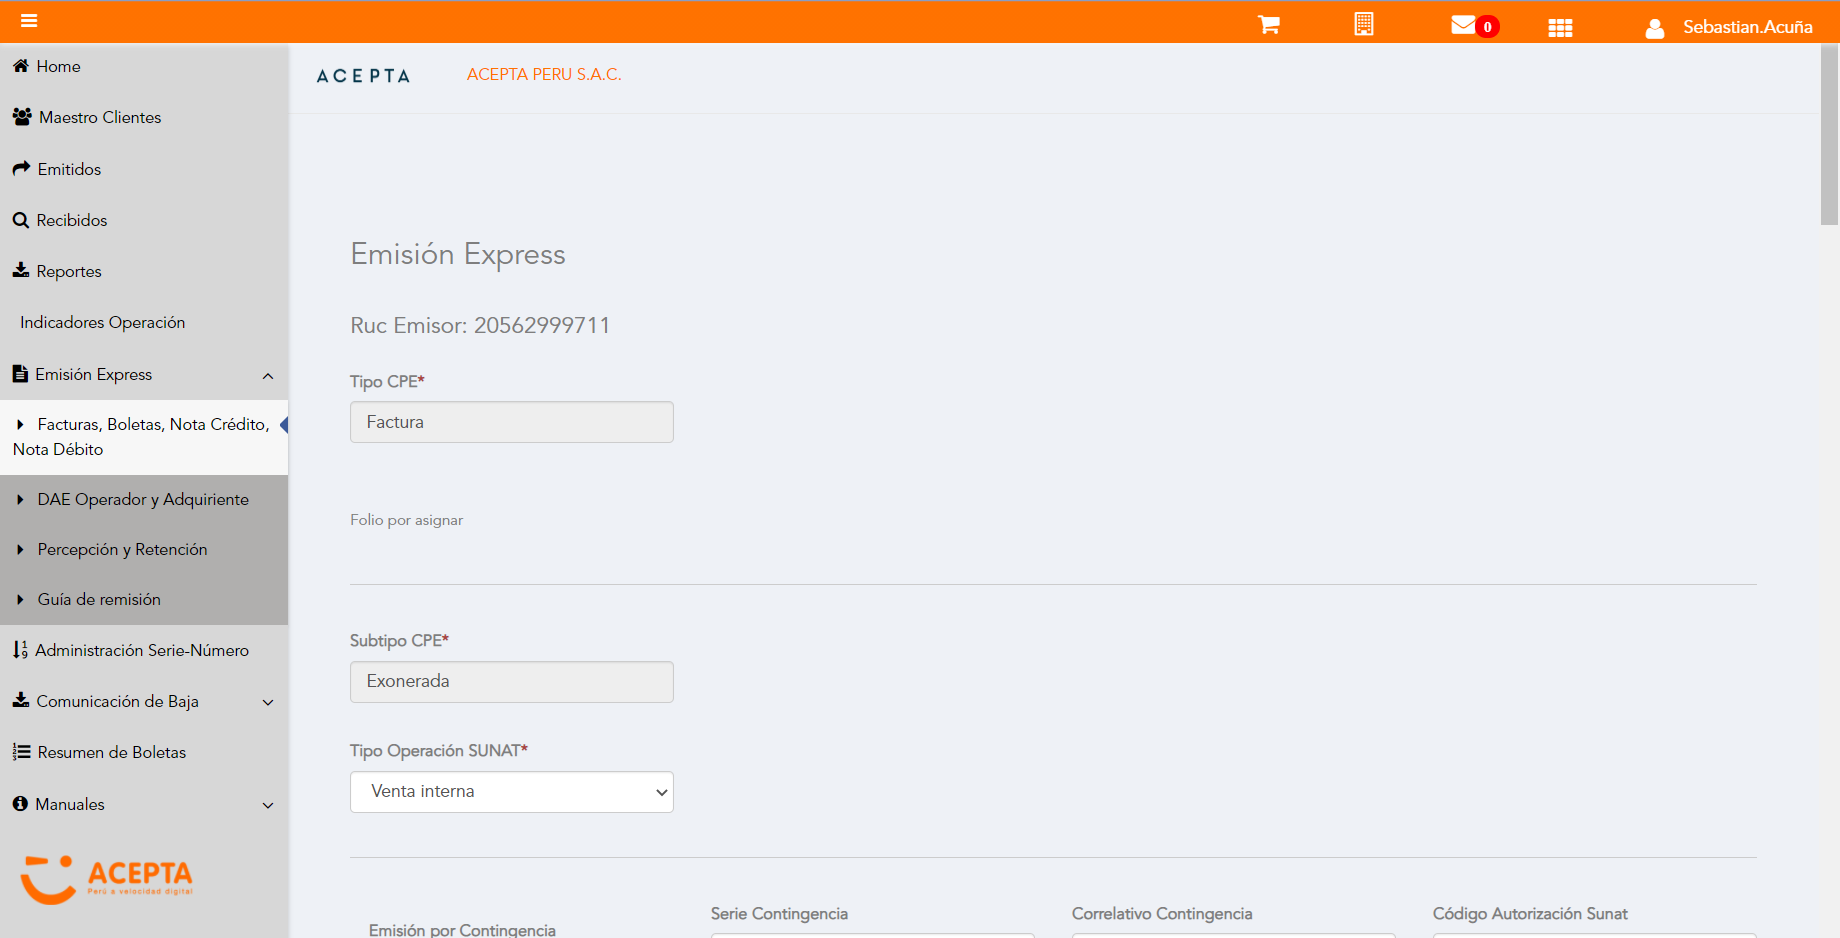 0
Sebastian.Acuña
Home
Maestro Clientes
Emitidos
Recibidos
Reportes
Indicadores Operación
Emisión Express
Facturas, Boletas, Nota Crédito,
Nota Débito
DAE Operador y Adquiriente
Percepción y Retención
Guía de remisión
Administración Serie-Número
Comunicación de Baja
Resumen de Boletas
Manuales
ACEPTA
Perú a velocidad digital
ACEPTA
ACEPTA PERU S.A.C.
Emisión Express
Ruc Emisor: 20562999711
Tipo CPE*
Factura
Folio por asignar
Subtipo CPE*
Exonerada
Tipo Operación SUNAT*
Venta interna
Emisión por Contingencia
Serie Contingencia
Correlativo Contingencia
Código Autorización Sunat